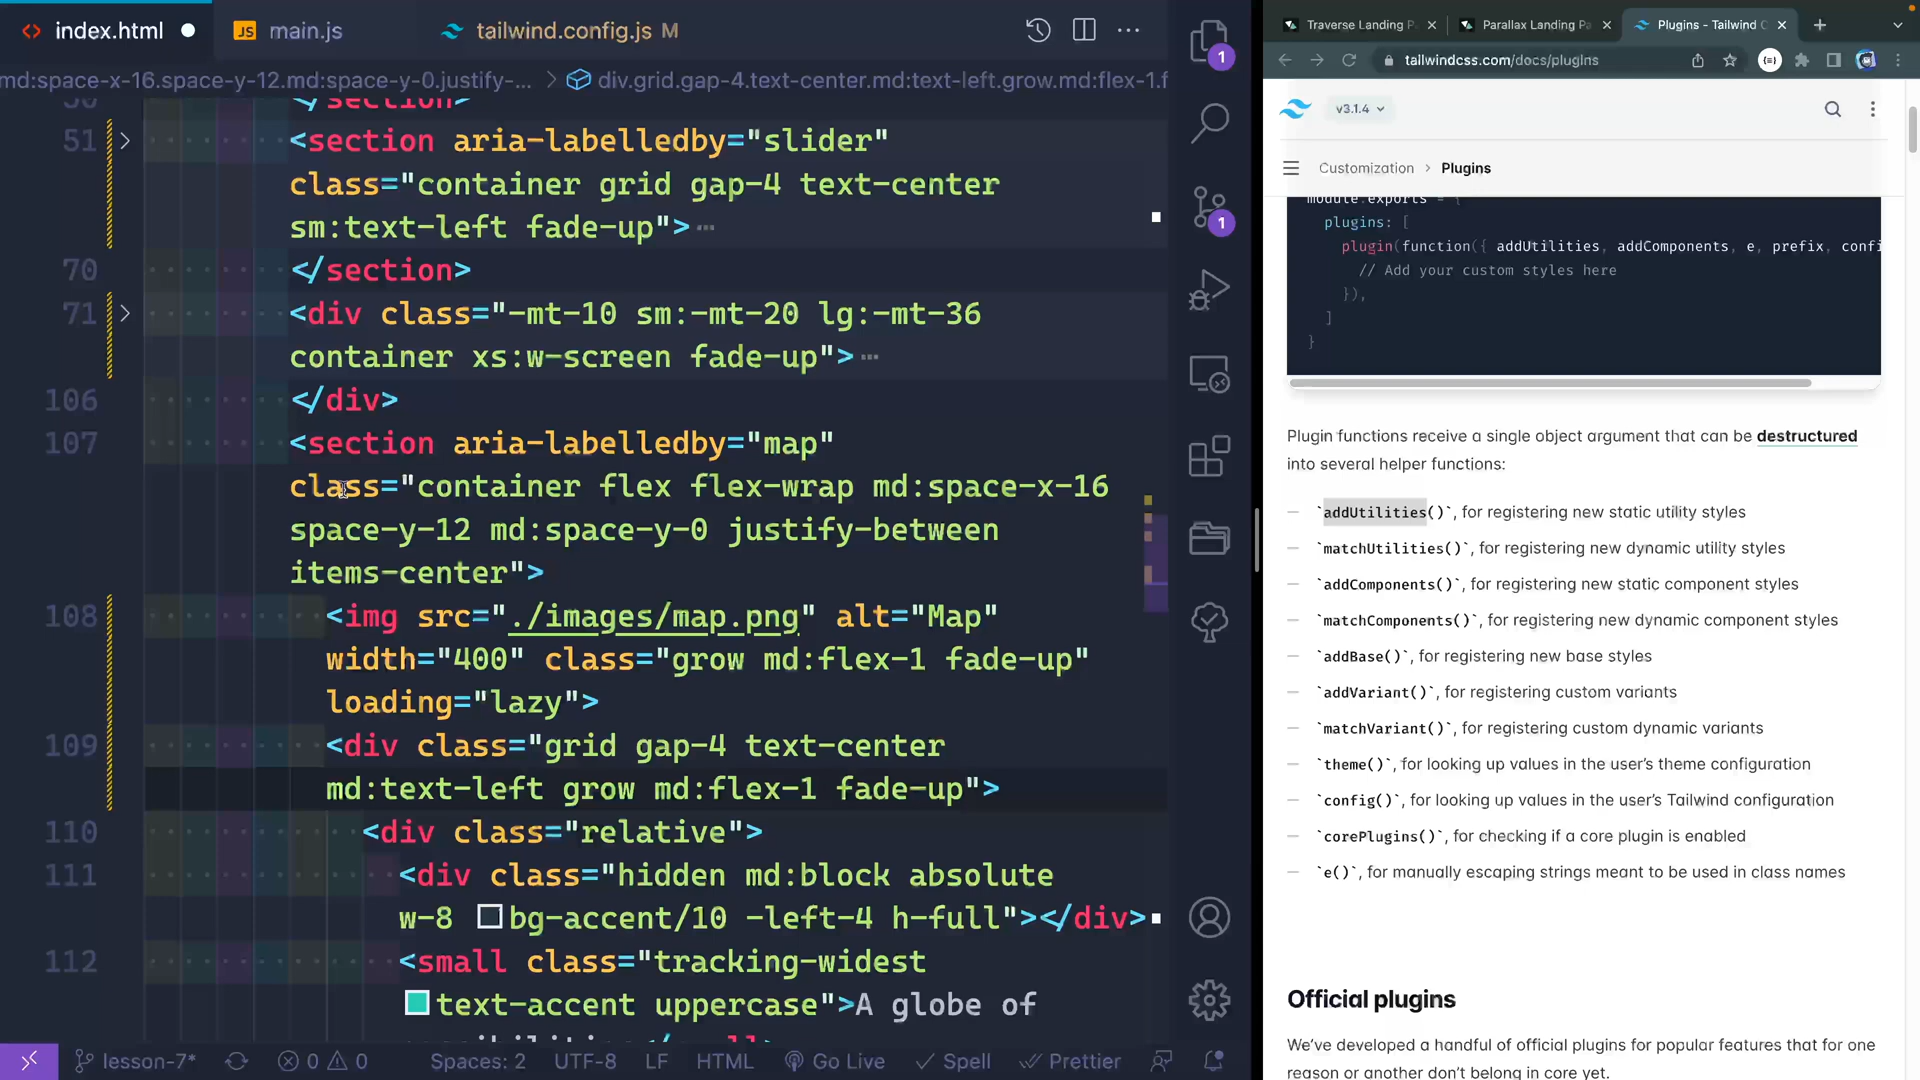 index.html
JS main.js
tailwind.config.js M
md:space-x-16.space-y-12.md:space-y-0.justify-... > div.grid.gap-4.text-center.md:text-left.grow.md:flex-1.f
50 </section>
51 <section aria-labelledby="slider"
class="container grid gap-4 text-center
sm:text-left fade-up">⋯
70 </section>
71 <div class="-mt-10 sm:-mt-20 lg:-mt-36
container xs:w-screen fade-up">⋯
106 </div>
107 <section aria-labelledby="map"
class="container flex flex-wrap md:space-x-16
space-y-12 md:space-y-0 justify-between
items-center">
108 <img src="./images/map.png" alt="Map"
width="400" class="grow md:flex-1 fade-up"
loading="lazy">
109 <div class="grid gap-4 text-center
md:text-left grow md:flex-1 fade-up">
110 <div class="relative">
111 <div class="hidden md:block absolute
w-8 bg-accent/10 -left-4 h-full"></div>
112 <small class="tracking-widest
text-accent uppercase">A globe of
1
1
lesson-7*
0 0
Spaces: 2
UTF-8
LF
HTML
Go Live
Spell
Prettier
Traverse Landing P
Parallax Landing Pa
Plugins - Tailwind C
tailwindcss.com/docs/plugins
v3.1.4
Customization > Plugins
module.exports = {
plugins: [
plugin(function({ addUtilities, addComponents, e, prefix, confi
// Add your custom styles here
}),
]
}
Plugin functions receive a single object argument that can be destructured
into several helper functions:
— `addUtilities()`, for registering new static utility styles
— `matchUtilities()`, for registering new dynamic utility styles
— `addComponents()`, for registering new static component styles
— `matchComponents()`, for registering new dynamic component styles
— `addBase()`, for registering new base styles
— `addVariant()`, for registering custom variants
— `matchVariant()`, for registering custom dynamic variants
— `theme()`, for looking up values in the user's theme configuration
— `config()`, for looking up values in the user's Tailwind configuration
— `corePlugins()`, for checking if a core plugin is enabled
— `e()`, for manually escaping strings meant to be used in class names
Official plugins
We've developed a handful of official plugins for popular features that for one
reason or another don't belong in core yet.